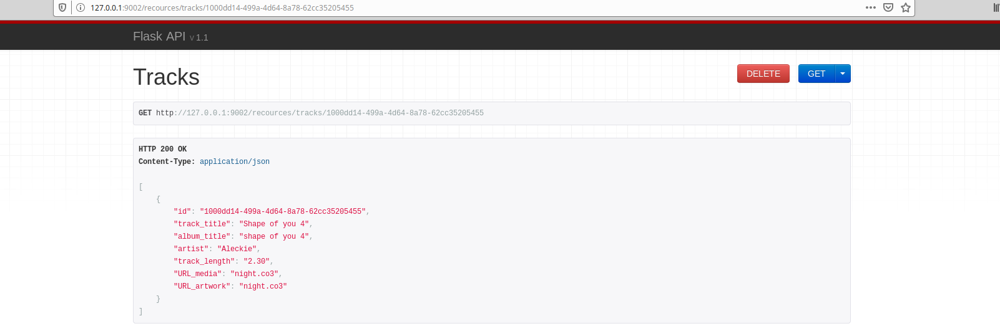 127.0.0.1:9002/recources/tracks/1000dd14-499a-4d64-8a78-62cc35205455
Flask API v 1.1
Tracks
DELETE
GET
GET http://127.0.0.1:9002/recources/tracks/1000dd14-499a-4d64-8a78-62cc35205455
HTTP 200 OK
Content-Type: application/json
[
    {
        "id": "1000dd14-499a-4d64-8a78-62cc35205455",
        "track_title": "Shape of you 4",
        "album_title": "shape of you 4",
        "artist": "Aleckie",
        "track_length": "2.30",
        "URL_media": "night.co3",
        "URL_artwork": "night.co3"
    }
]